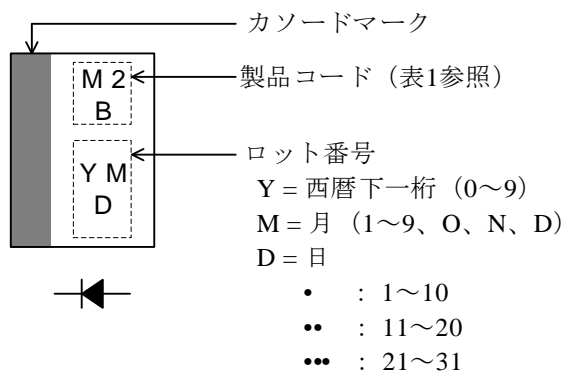 カソードマーク
M 2
B
製品コード（表1参照）
Y M
D
ロット番号
Y = 西暦下一桁（0～9）
M = 月（1～9、O、N、D）
D = 日
• : 1～10
•• : 11～20
••• : 21～31